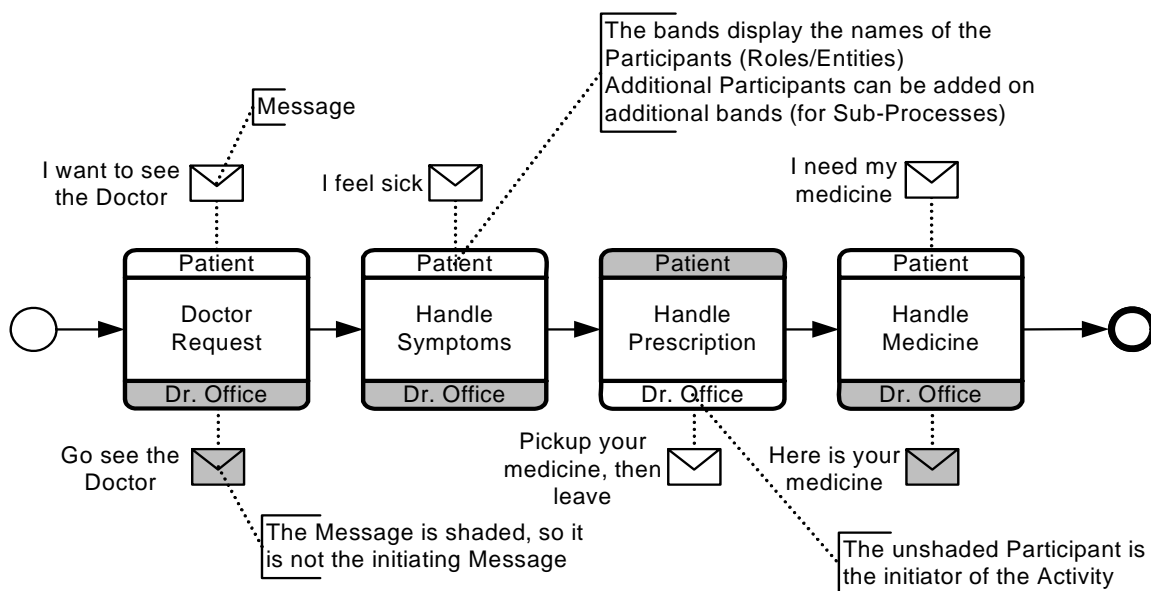 The bands display the names of the
Participants (Roles/Entities)
Additional Participants can be added on
additional bands (for Sub-Processes)
Message
I want to see
the Doctor
I feel sick
I need my
medicine
Patient
Patient
Patient
Patient
Doctor
Request
Handle
Symptoms
Handle
Prescription
Handle
Medicine
Dr. Office
Dr. Office
Dr. Office
Dr. Office
Go see the
Doctor
Pickup your
medicine, then
leave
Here is your
medicine
The Message is shaded, so it
is not the initiating Message
The unshaded Participant is
the initiator of the Activity